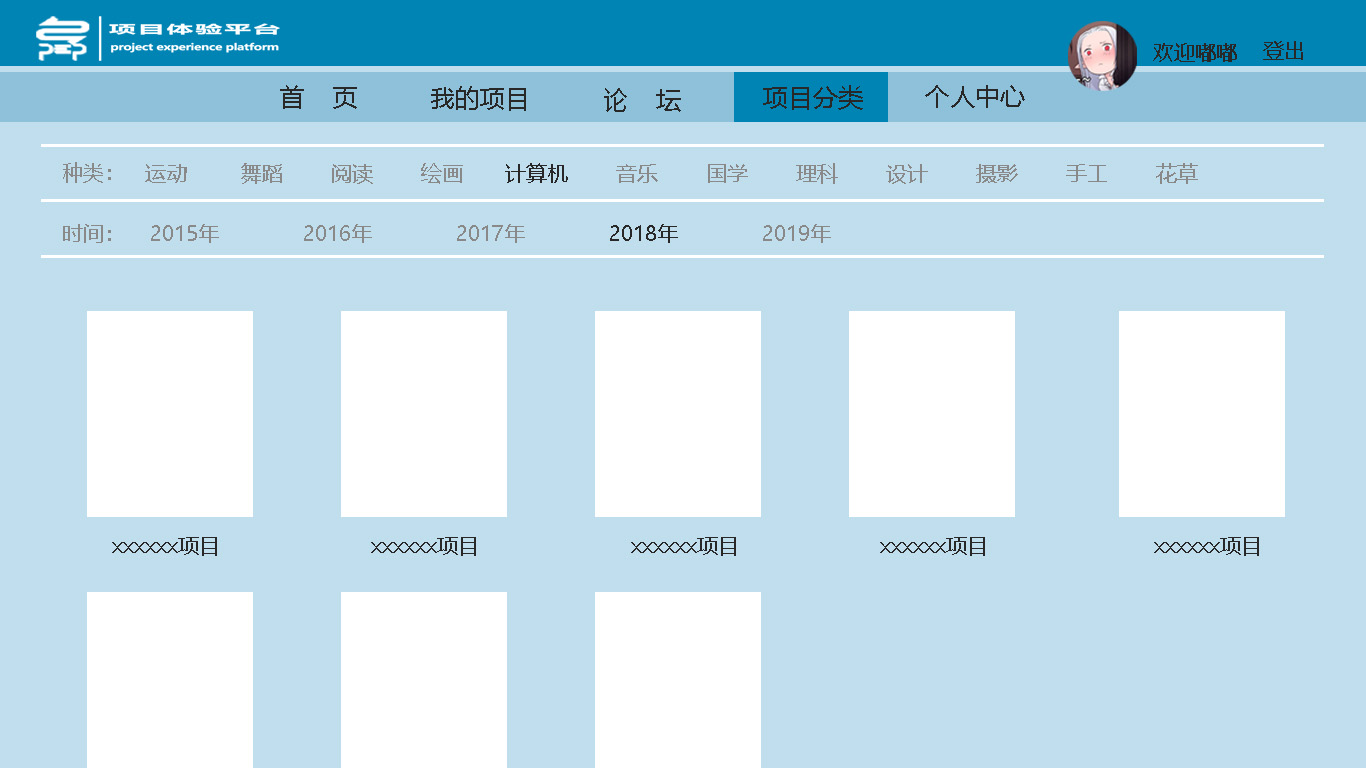 项目体验平台
project experience platform
欢迎嘟嘟 登出
首 页 我的项目 论 坛 项目分类 个人中心
种类： 运动 舞蹈 阅读 绘画 计算机 音乐 国学 理科 设计 摄影 手工 花草
时间： 2015年 2016年 2017年 2018年 2019年
xxxxxx项目 xxxxxx项目 xxxxxx项目 xxxxxx项目 xxxxxx项目